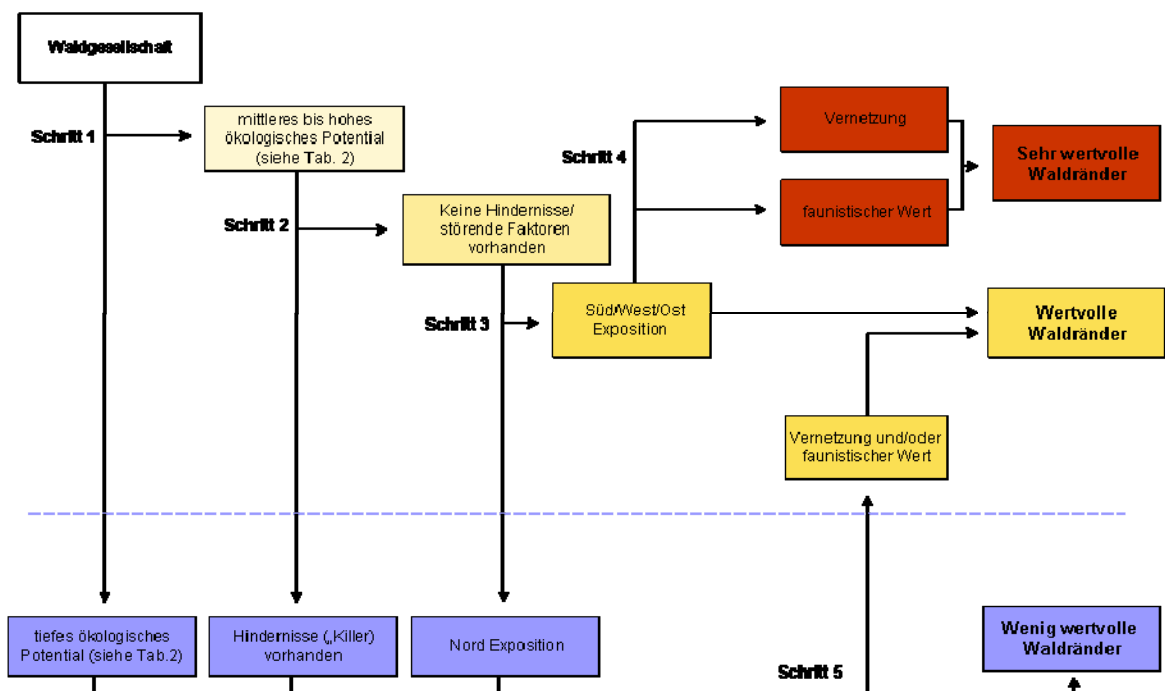 Waldgesellschaft
Schritt 1
mittleres bis hohes
ökologisches Potential
(siehe Tab. 2)
Schritt 2
Keine Hindernisse/
störende Faktoren
vorhanden
Schritt 3
Süd/West/Ost
Exposition
Schritt 4
Vernetzung
faunistischer Wert
Sehr wertvolle
Waldränder
Wertvolle
Waldränder
Vernetzung und/oder
faunistischer Wert
tiefes ökologisches
Potential (siehe Tab.2)
Hindernisse („Killer)
vorhanden
Nord Exposition
Schritt 5
Wenig wertvolle
Waldränder